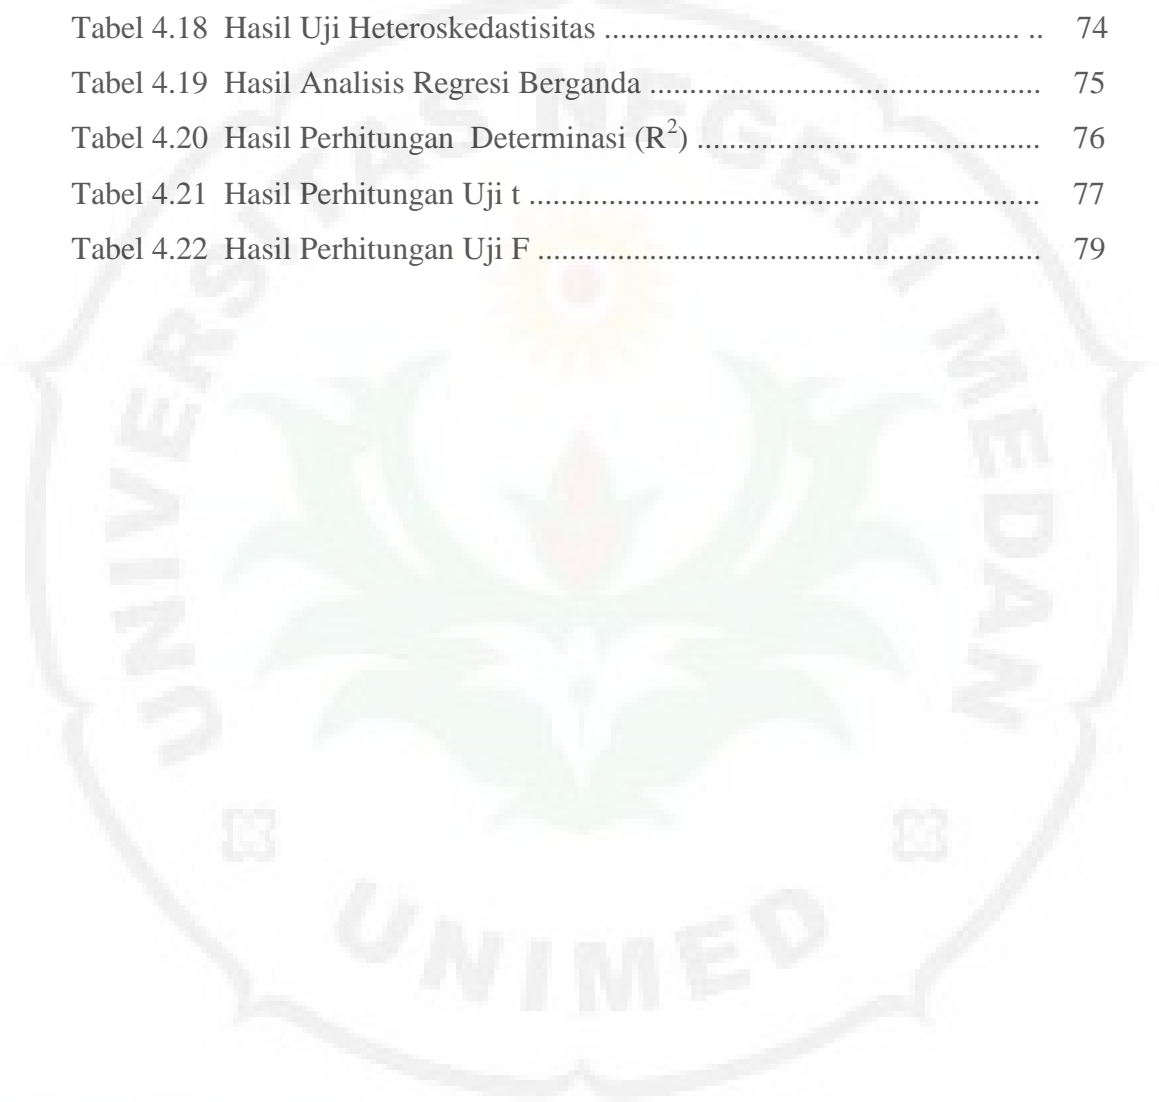 Tabel 4.18 Hasil Uji Heteroskedastisitas .................................................... .. 74
Tabel 4.19 Hasil Analisis Regresi Berganda ................................................. 75
Tabel 4.20 Hasil Perhitungan Determinasi (R²) ........................................... 76
Tabel 4.21 Hasil Perhitungan Uji t ................................................................ 77
Tabel 4.22 Hasil Perhitungan Uji F ............................................................... 79
UNIVERSITAS NEGERI MEDAN
UNIMED